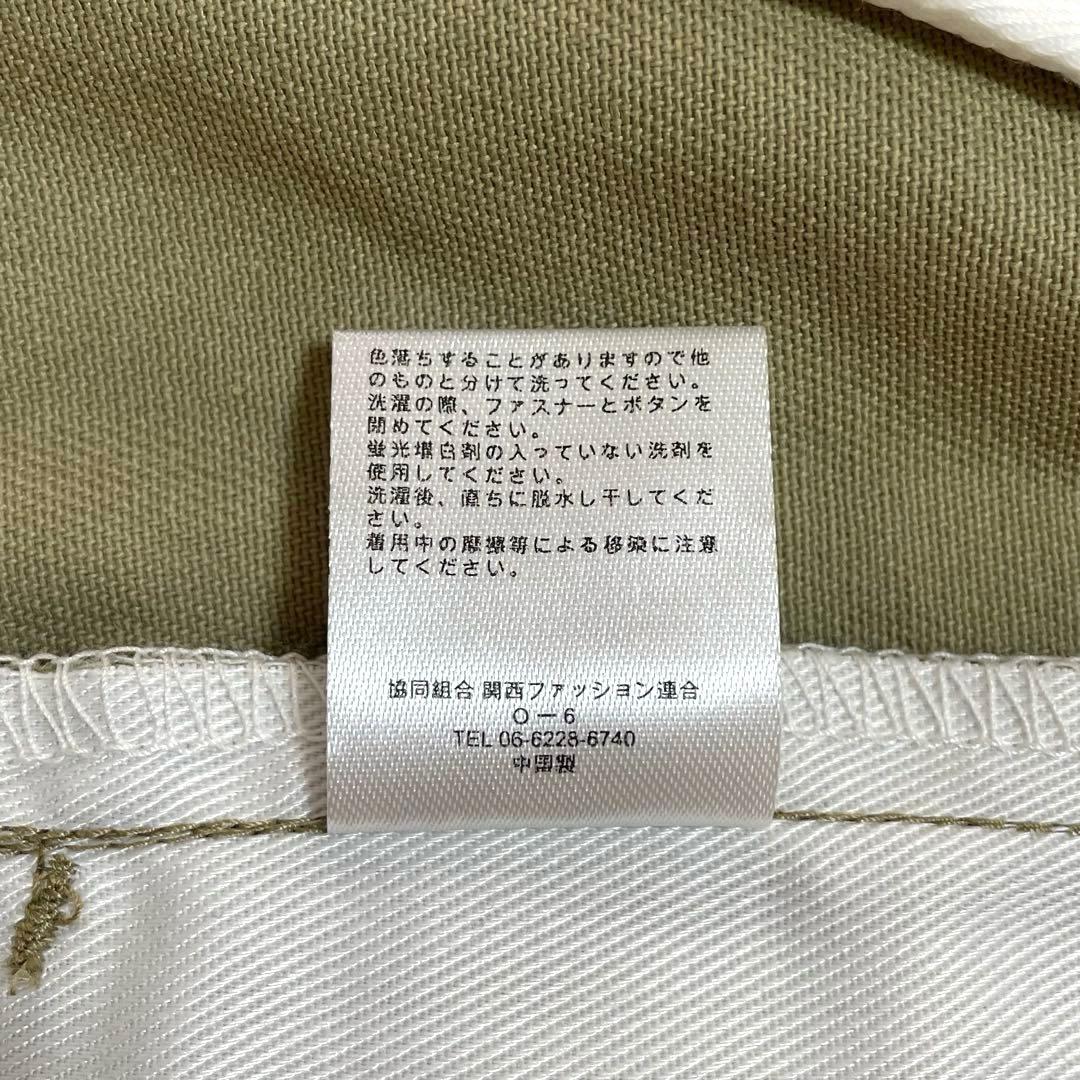 色落ちすることがありますので他
のものと分けて洗ってください。
洗濯の際、ファスナーとボタンを
閉めてください。
蛍光増白剤の入っていない洗剤を
使用してください。
洗濯後、直ちに脱水し干してくだ
さい。
着用中の摩擦等による移染に注意
してください。
協同組合 関西ファッション連合
O－6
TEL 06-6228-6740
中国製